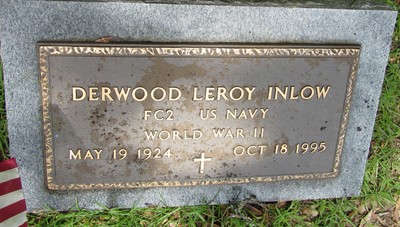 DERWOOD LEROY INLOW
FC2 US NAVY
WORLD WAR II
MAY 19 1924 OCT 18 1995